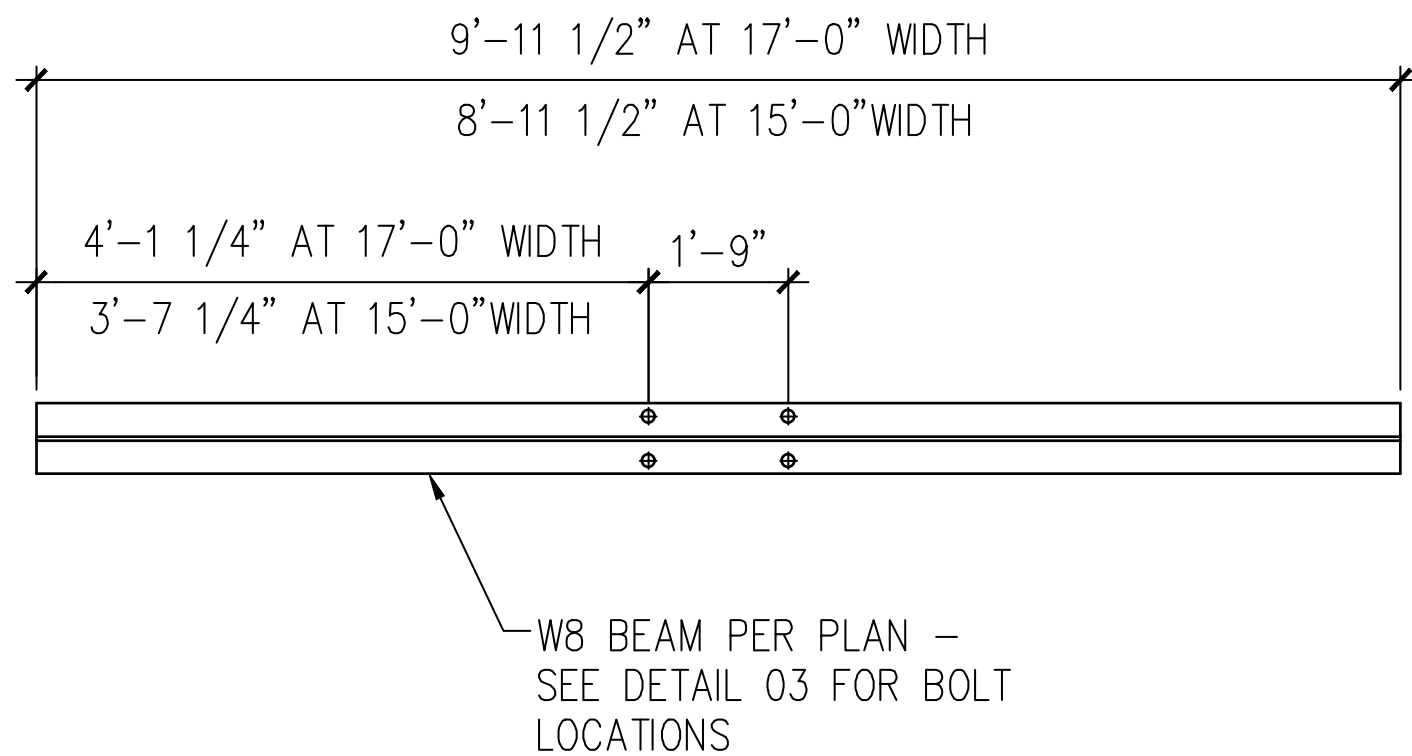 9’-11 1/2” AT 17’-0” WIDTH
8’-11 1/2” AT 15’-0”WIDTH
4’-1 1/4” AT 17’-0” WIDTH
1’-9”
3’-7 1/4” AT 15’-0”WIDTH
W8 BEAM PER PLAN -
SEE DETAIL 03 FOR BOLT
LOCATIONS